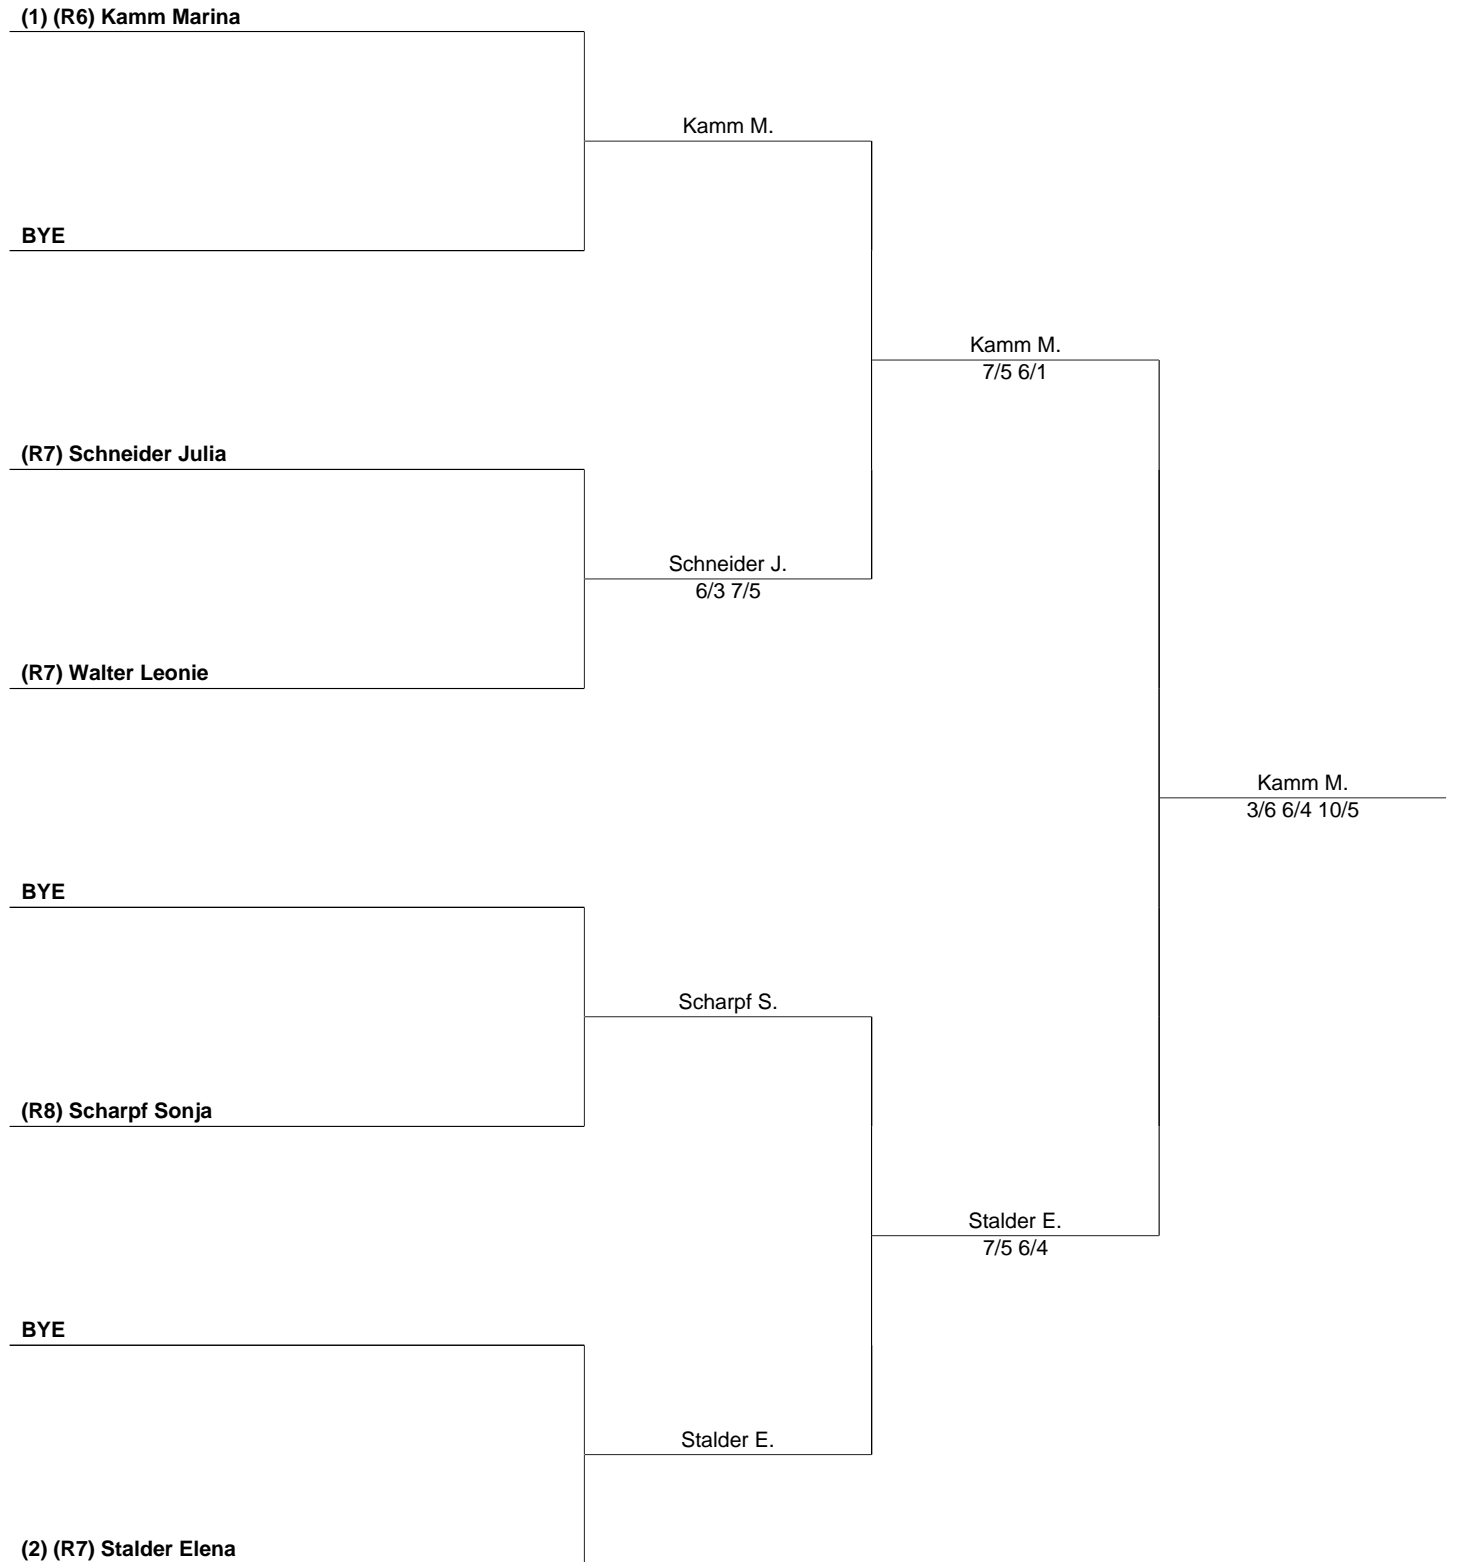 (1) (R6) Kamm Marina
Kamm M.
BYE
Kamm M.
7/5 6/1
(R7) Schneider Julia
Schneider J.
6/3 7/5
(R7) Walter Leonie
Kamm M.
3/6 6/4 10/5
BYE
Scharpf S.
(R8) Scharpf Sonja
Stalder E.
7/5 6/4
BYE
Stalder E.
(2) (R7) Stalder Elena